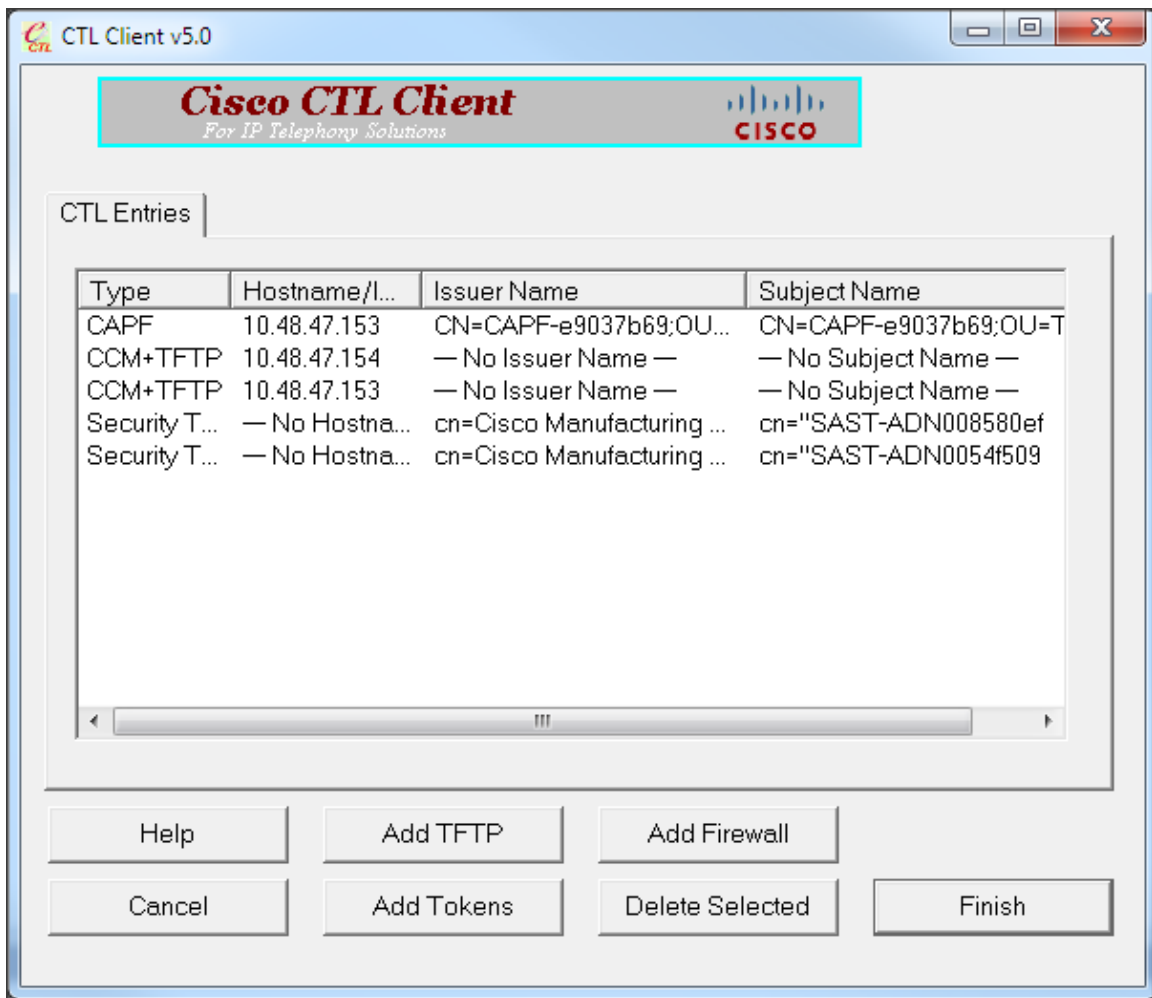 CTL Client v5.0
Cisco CTL Client
For IP Telephony Solutions
CISCO
CTL Entries
Type Hostname/I... Issuer Name Subject Name
CAPF 10.48.47.153 CN=CAPF-e9037b69;OU... CN=CAPF-e9037b69;OU=T
CCM+TFTP 10.48.47.154 — No Issuer Name — — No Subject Name —
CCM+TFTP 10.48.47.153 — No Issuer Name — — No Subject Name —
Security T... — No Hostna... cn=Cisco Manufacturing ... cn="SAST-ADN008580ef
Security T... — No Hostna... cn=Cisco Manufacturing ... cn="SAST-ADN0054f509
Help Add TFTP Add Firewall
Cancel Add Tokens Delete Selected Finish